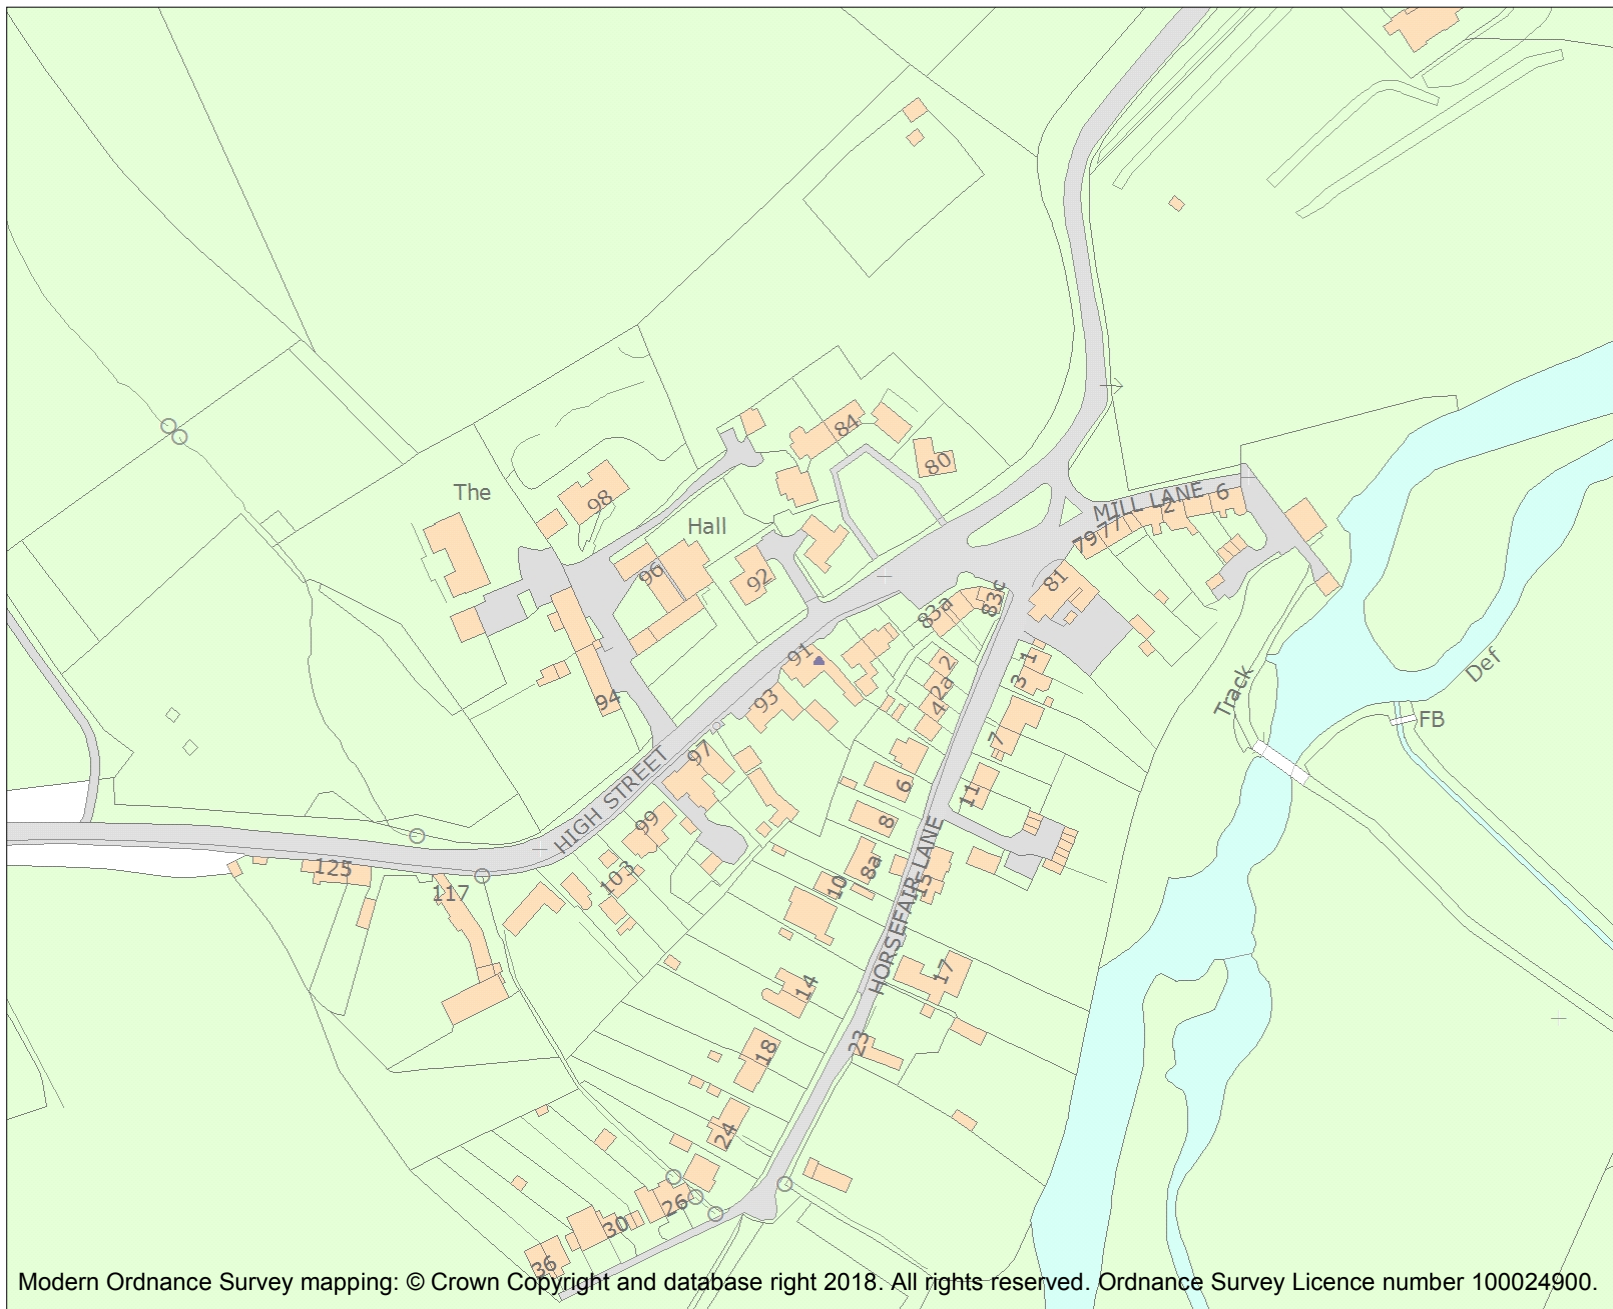 84
80
The
98
Hall
MILL LANE
2
6
7779
96
92
81
83a
83c
91
2
1
3
2a
4
Track
Def
94
93
FB
7
97
HIGH STREET
6
11
99
8
125
8a
103
10
15
117
HORSEFAIR LANE
17
14
23
18
24
26
30
36
Modern Ordnance Survey mapping: © Crown Copyright and database right 2018. All rights reserved. Ordnance Survey Licence number 100024900.